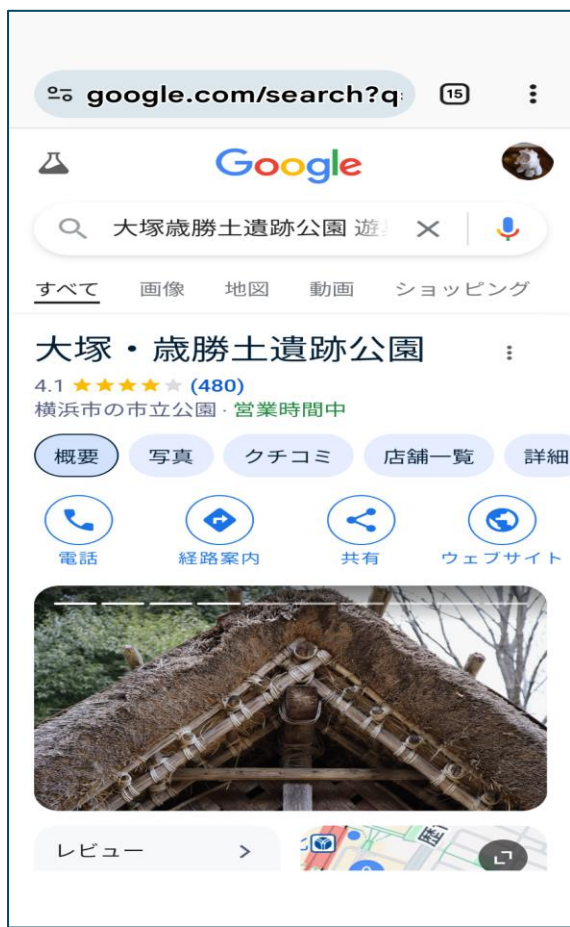 google.com/search?q
15
Google
大塚歳勝土遺跡公園 遊
すべて 画像 地図 動画 ショッピング
大塚・歳勝土遺跡公園
4.1 (480)
横浜市の市立公園 · 営業時間中
概要 写真 クチコミ 店舗一覧 詳細
電話 経路案内 共有 ウェブサイト
レビュー
歴